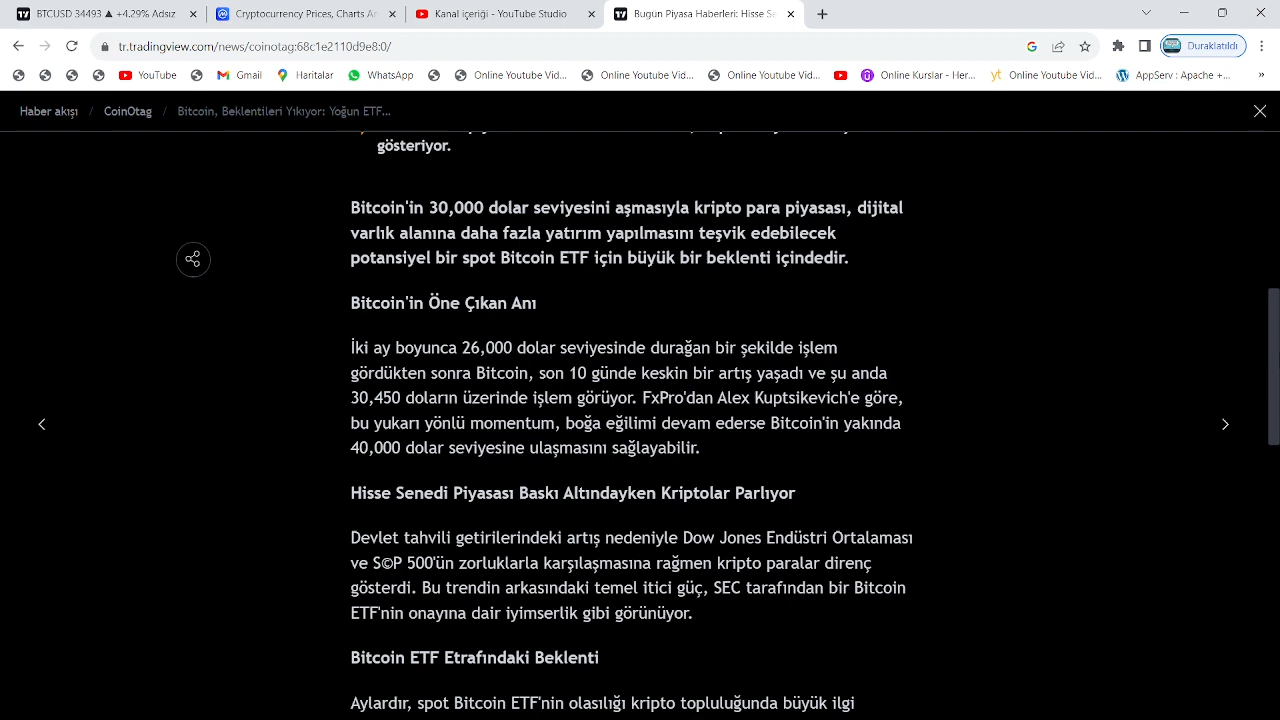 BTCUSD 34493 ▲ +4.29% Adsız
Cryptocurrency Prices, Charts An
Kanal içeriği - YouTube Studio
Bugün Piyasa Haberleri: Hisse Se
tr.tradingview.com/news/coinotag:68c1e2110d9e8:0/
Duraklatıldı
YouTube
Gmail
Haritalar
WhatsApp
Online Youtube Vid...
Online Youtube Vid...
Online Youtube Vid...
Online Kurslar - Her...
yt Online Youtube Vid...
AppServ : Apache +...
»
Haber akışı / CoinOtag / Bitcoin, Beklentileri Yıkıyor: Yoğun ETF...
gösteriyor.
Bitcoin'in 30,000 dolar seviyesini aşmasıyla kripto para piyasası, dijital
varlık alanına daha fazla yatırım yapılmasını teşvik edebilecek
potansiyel bir spot Bitcoin ETF için büyük bir beklenti içindedir.
Bitcoin'in Öne Çıkan Anı
İki ay boyunca 26,000 dolar seviyesinde durağan bir şekilde işlem
gördükten sonra Bitcoin, son 10 günde keskin bir artış yaşadı ve şu anda
30,450 doların üzerinde işlem görüyor. FxPro'dan Alex Kuptsikevich'e göre,
bu yukarı yönlü momentum, boğa eğilimi devam ederse Bitcoin'in yakında
40,000 dolar seviyesine ulaşmasını sağlayabilir.
Hisse Senedi Piyasası Baskı Altındayken Kriptolar Parlıyor
Devlet tahvili getirilerindeki artış nedeniyle Dow Jones Endüstri Ortalaması
ve S©P 500'ün zorluklarla karşılaşmasına rağmen kripto paralar direnç
gösterdi. Bu trendin arkasındaki temel itici güç, SEC tarafından bir Bitcoin
ETF'nin onayına dair iyimserlik gibi görünüyor.
Bitcoin ETF Etrafındaki Beklenti
Aylardır, spot Bitcoin ETF'nin olasılığı kripto topluluğunda büyük ilgi